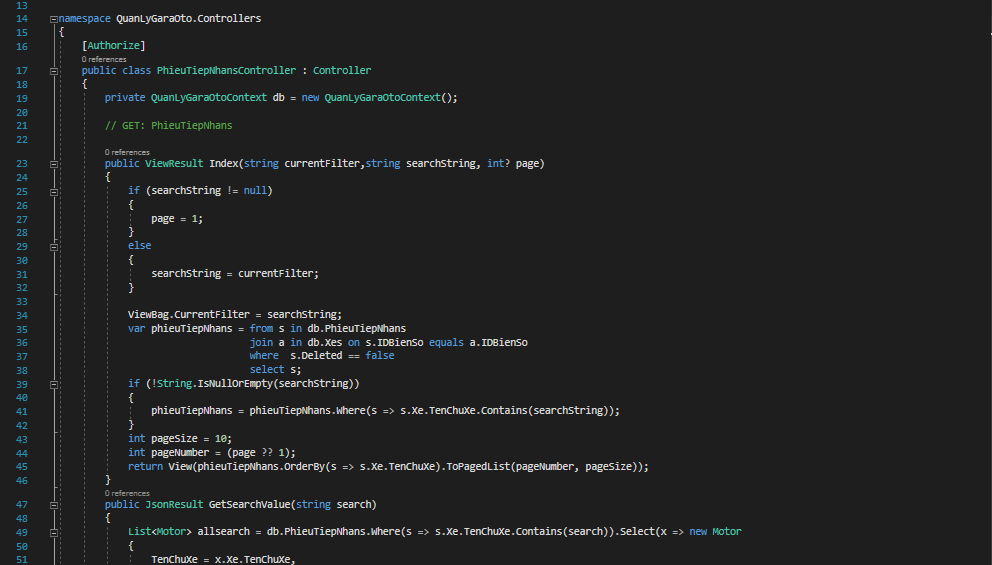 13
14 namespace QuanLyGaraOto.Controllers
15 {
16 [Authorize]
0 references
17 public class PhieuTiepNhansController : Controller
18 {
19 private QuanLyGaraOtoContext db = new QuanLyGaraOtoContext();
20
21 // GET: PhieuTiepNhans
22
0 references
23 public ViewResult Index(string currentFilter,string searchString, int? page)
24 {
25 if (searchString != null)
26 {
27 page = 1;
28 }
29 else
30 {
31 searchString = currentFilter;
32 }
33
34 ViewBag.CurrentFilter = searchString;
35 var phieuTiepNhans = from s in db.PhieuTiepNhans
36 join a in db.Xes on s.IDBienSo equals a.IDBienSo
37 where  s.Deleted == false
38 select s;
39 if (!String.IsNullOrEmpty(searchString))
40 {
41 phieuTiepNhans = phieuTiepNhans.Where(s => s.Xe.TenChuXe.Contains(searchString));
42 }
43 int pageSize = 10;
44 int pageNumber = (page ?? 1);
45 return View(phieuTiepNhans.OrderBy(s => s.Xe.TenChuXe).ToPagedList(pageNumber, pageSize));
46 }
0 references
47 public JsonResult GetSearchValue(string search)
48 {
49 List<Motor> allsearch = db.PhieuTiepNhans.Where(s => s.Xe.TenChuXe.Contains(search)).Select(x => new Motor
50 {
51 TenChuXe = x.Xe.TenChuXe,